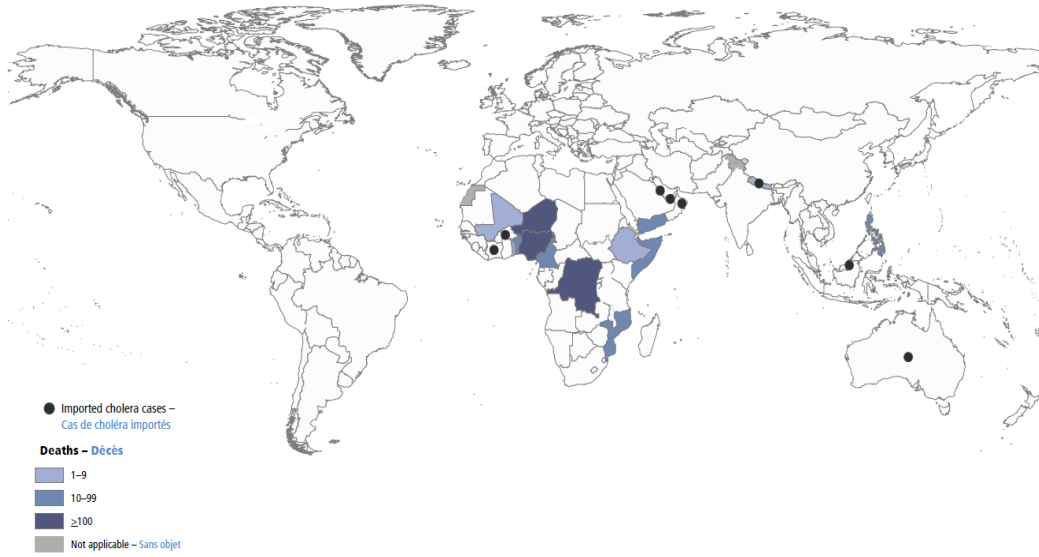 Imported cholera cases –
Cas de choléra importés
Deaths – Décès
1–9
10–99
≥100
Not applicable – Sans objet